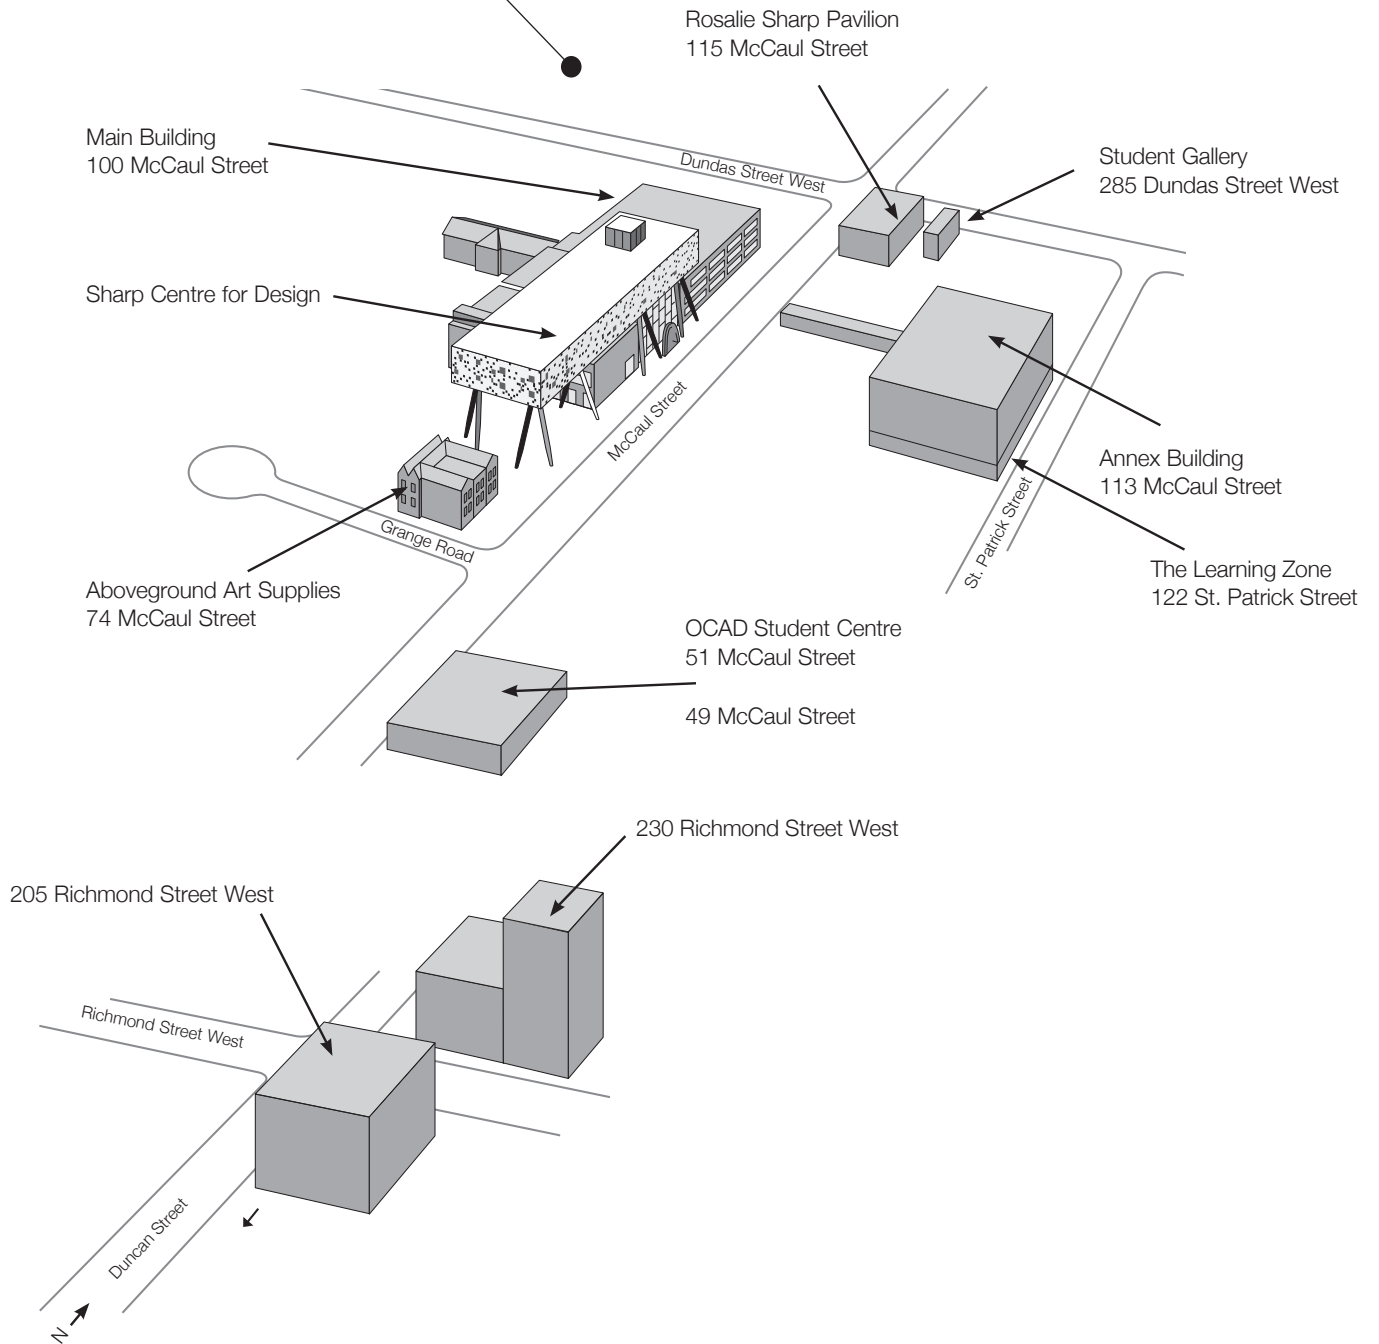 Rosalie Sharp Pavilion
115 McCaul Street
Main Building
100 McCaul Street
Dundas Street West
Student Gallery
285 Dundas Street West
Sharp Centre for Design
McCaul Street
Annex Building
113 McCaul Street
St. Patrick Street
Grange Road
The Learning Zone
122 St. Patrick Street
Aboveground Art Supplies
74 McCaul Street
OCAD Student Centre
51 McCaul Street
49 McCaul Street
230 Richmond Street West
205 Richmond Street West
Richmond Street West
Duncan Street
N